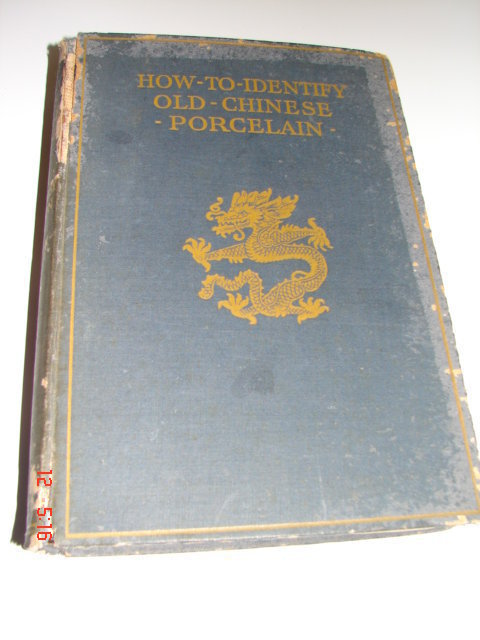 HOW-TO-IDENTIFY
OLD-CHINESE
- PORCELAIN -
12 5:16